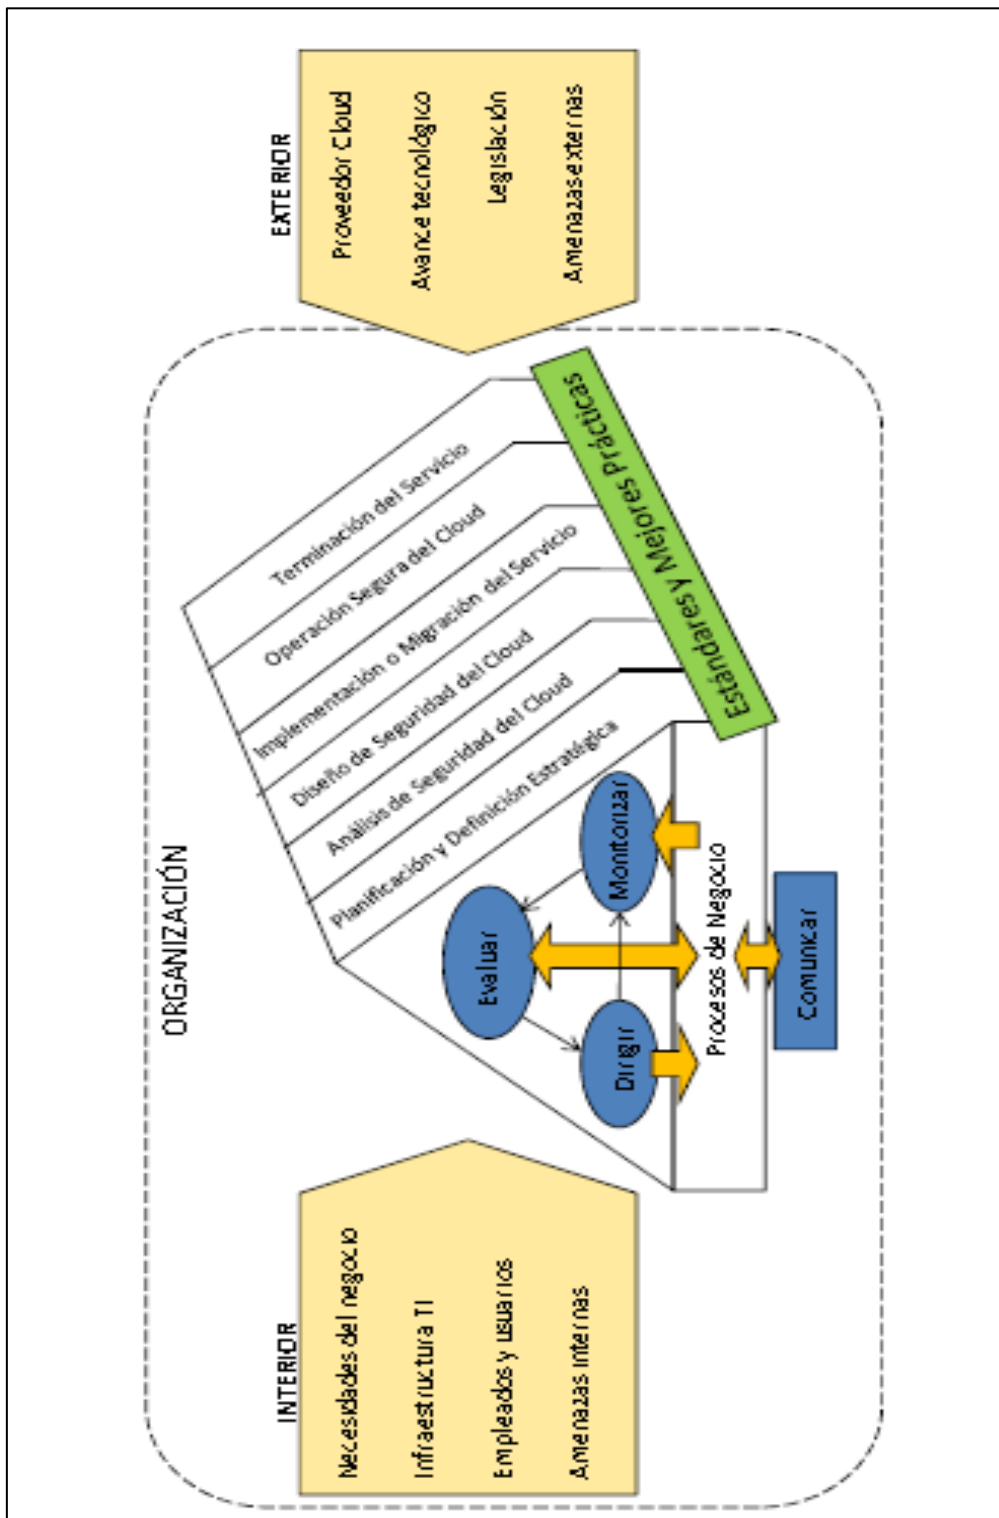 ORGANIZACIÓN
INTERIOR
Necesidades del negocio
Infraestructura TI
Empleados y usuarios
Amenazas internas
Evaluar
Dirigir
Monitorizar
Procesos de Negocio
Comunicar
Planificación y Definición Estratégica
Análisis de Seguridad del Cloud
Diseño de Seguridad del Cloud
Implementación o Migración del Servicio
Operación Segura del Cloud
Terminación del Servicio
Estándares y Mejores Prácticas
EXTERIOR
Proveedor Cloud
Avance tecnológico
Legislación
Amenazas externas